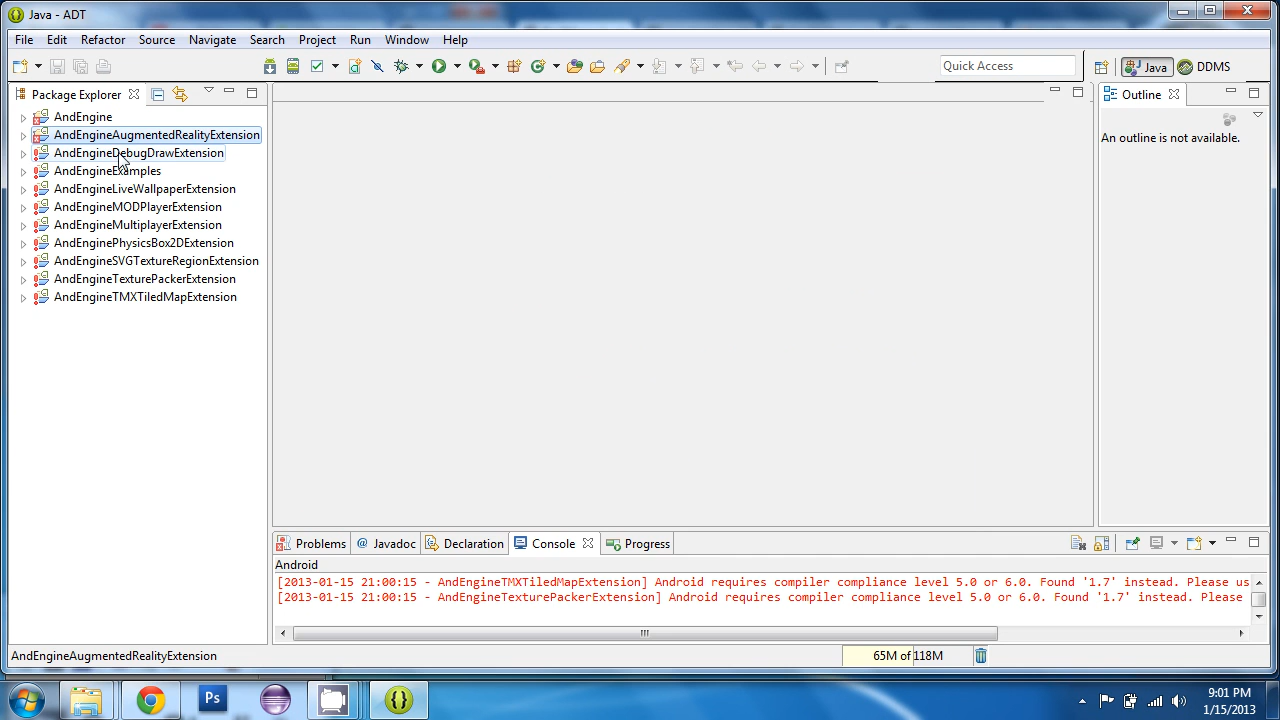 Java - ADT
File Edit Refactor Source Navigate Search Project Run Window Help
Quick Access Java DDMS
Package Explorer
Outline
AndEngine
AndEngineAugmentedRealityExtension
An outline is not available.
AndEngineDebugDrawExtension
AndEngineExamples
AndEngineLiveWallpaperExtension
AndEngineMODPlayerExtension
AndEngineMultiplayerExtension
AndEnginePhysicsBox2DExtension
AndEngineSVGTextureRegionExtension
AndEngineTexturePackerExtension
AndEngineTMXTiledMapExtension
Problems @ Javadoc Declaration Console Progress
Android
[2013-01-15 21:00:15 - AndEngineTMXTiledMapExtension] Android requires compiler compliance level 5.0 or 6.0. Found '1.7' instead. Please us
[2013-01-15 21:00:15 - AndEngineTexturePackerExtension] Android requires compiler compliance level 5.0 or 6.0. Found '1.7' instead. Please
AndEngineAugmentedRealityExtension
65M of 118M
Ps
9:01 PM
1/15/2013